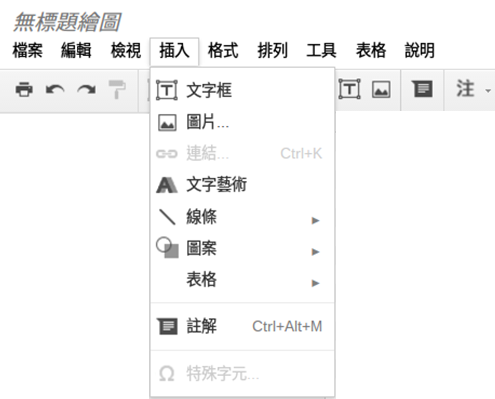 無標題繪圖
檔案 編輯 檢視 插入 格式 排列 工具 表格 說明
注
文字框
圖片...
連結... Ctrl+K
文字藝術
線條
圖案
表格
註解 Ctrl+Alt+M
特殊字元...